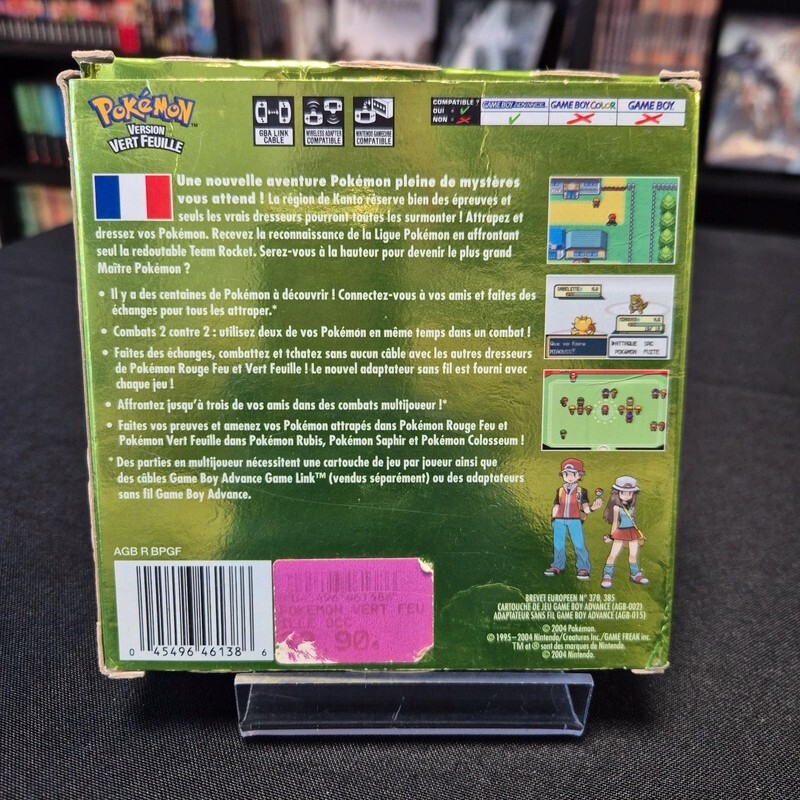 POKéMON™
VERSION
VERT FEUILLE
GBA LINK
CABLE
WIRELESS ADAPTER
COMPATIBLE
NINTENDO GAMECUBE
COMPATIBLE
COMPATIBLE ?
OUI =
NON =
GAME BOY ADVANCE
GAME BOY COLOR
GAME BOY
Une nouvelle aventure Pokémon pleine de mystères
vous attend ! La région de Kanto réserve bien des épreuves et
seuls les vrais dresseurs pourront toutes les surmonter ! Attrapez et
dressez vos Pokémon. Recevez la reconnaissance de la Ligue Pokémon en affrontant
seul la redoutable Team Rocket. Serez-vous à la hauteur pour devenir le plus grand
Maître Pokémon ?
• Il y a des centaines de Pokémon à découvrir ! Connectez-vous à vos amis et faites des
échanges pour tous les attraper.*
• Combats 2 contre 2 : utilisez deux de vos Pokémon en même temps dans un combat !
• Faites des échanges, combattez et tchatez sans aucun câble avec les autres dresseurs
de Pokémon Rouge Feu et Vert Feuille ! Le nouvel adaptateur sans fil est fourni avec
chaque jeu !
• Affrontez jusqu'à trois de vos amis dans des combats multijoueur !*
• Faites vos preuves et amenez vos Pokémon attrapés dans Pokémon Rouge Feu et
Pokémon Vert Feuille dans Pokémon Rubis, Pokémon Saphir et Pokémon Colosseum !
* Des parties en multijoueur nécessitent une cartouche de jeu par joueur ainsi que
des câbles Game Boy Advance Game Link™ (vendus séparément) ou des adaptateurs
sans fil Game Boy Advance.
SABELETTE
Que va faire
MIAOUSS?
ATTAQUE SAC
POKéMON FUITE
AGB R BPGF
0 45496 46138 6
POKEMON VERT FEU
ILLE OCC
90
BREVET EUROPEEN N° 370, 385
CARTOUCHE DE JEU GAME BOY ADVANCE (AGB-002)
ADAPTATEUR SANS FIL GAME BOY ADVANCE (AGB-015)
© 2004 Pokémon.
© 1995–2004 Nintendo/Creatures Inc./GAME FREAK inc.
TM et ® sont des marques de Nintendo.
© 2004 Nintendo.